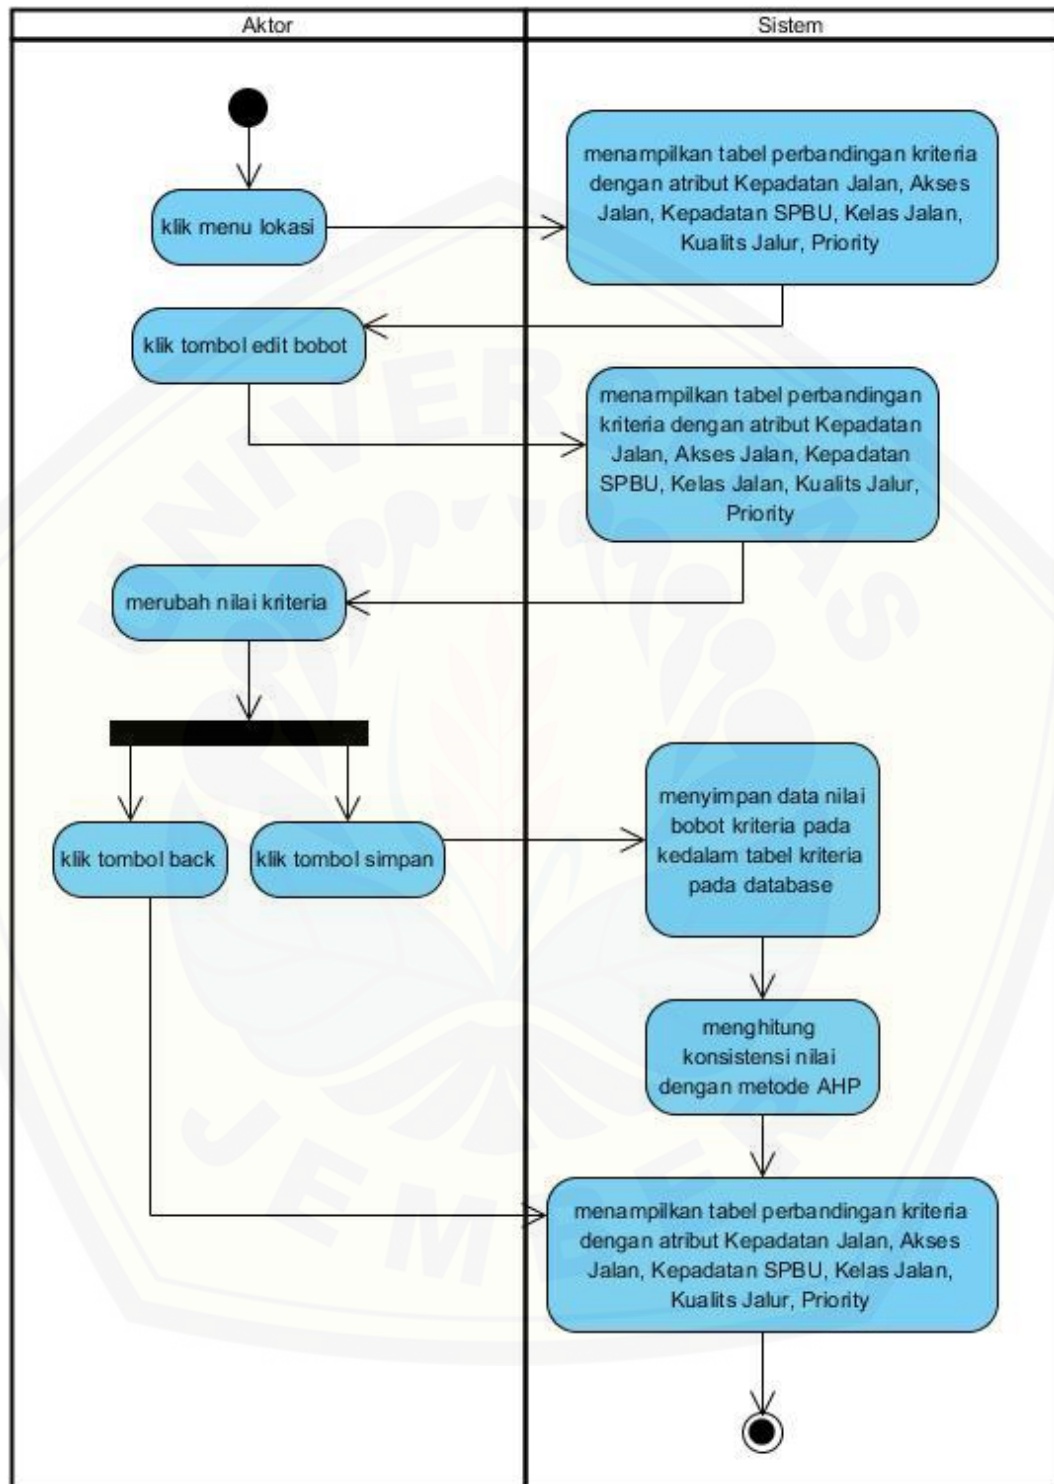 Aktor
Sistem
klik menu lokasi
menampilkan tabel perbandingan kriteria
dengan atribut Kepadatan Jalan, Akses
Jalan, Kepadatan SPBU, Kelas Jalan,
Kualits Jalur, Priority
klik tombol edit bobot
menampilkan tabel perbandingan
kriteria dengan atribut Kepadatan
Jalan, Akses Jalan, Kepadatan
SPBU, Kelas Jalan, Kualits Jalur,
Priority
merubah nilai kriteria
klik tombol back
klik tombol simpan
menyimpan data nilai
bobot kriteria pada
kedalam tabel kriteria
pada database
menghitung
konsistensi nilai
dengan metode AHP
menampilkan tabel perbandingan kriteria
dengan atribut Kepadatan Jalan, Akses
Jalan, Kepadatan SPBU, Kelas Jalan,
Kualits Jalur, Priority
UNIVERSITAS
JEMBER